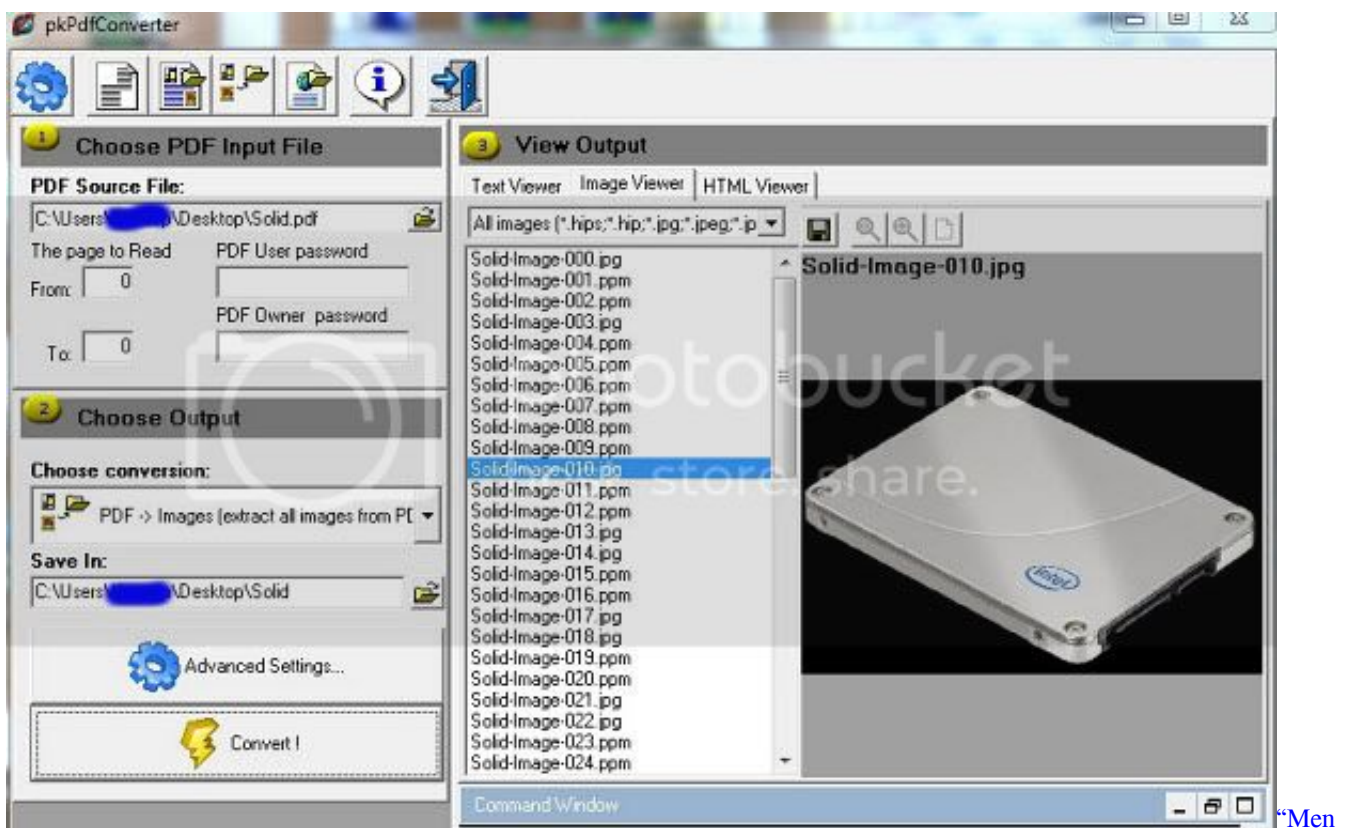 pkPdfConverter
1 Choose PDF Input File
PDF Source File:
C:\Users\ \Desktop\Solid.pdf
The page to Read PDF User password
From: 0
PDF Owner password
To: 0
2 Choose Output
Choose conversion:
PDF -> Images (extract all images from PD
Save In:
C:\Users\ \Desktop\Solid
Advanced Settings...
Convert !
3 View Output
Text Viewer Image Viewer HTML Viewer
All images (*.hips;*.hip;*.jpg;*.jpeg;*.jp
Solid-Image-000.jpg
Solid-Image-001.ppm
Solid-Image-002.ppm
Solid-Image-003.jpg
Solid-Image-004.ppm
Solid-Image-005.ppm
Solid-Image-006.ppm
Solid-Image-007.ppm
Solid-Image-008.ppm
Solid-Image-009.ppm
Solid-Image-010.jpg
Solid-Image-011.ppm
Solid-Image-012.ppm
Solid-Image-013.jpg
Solid-Image-014.jpg
Solid-Image-015.ppm
Solid-Image-016.ppm
Solid-Image-017.jpg
Solid-Image-018.jpg
Solid-Image-019.ppm
Solid-Image-020.ppm
Solid-Image-021.jpg
Solid-Image-022.jpg
Solid-Image-023.ppm
Solid-Image-024.ppm
Solid-Image-010.jpg
intel
photobucket
store. share.
Command Window
“Men